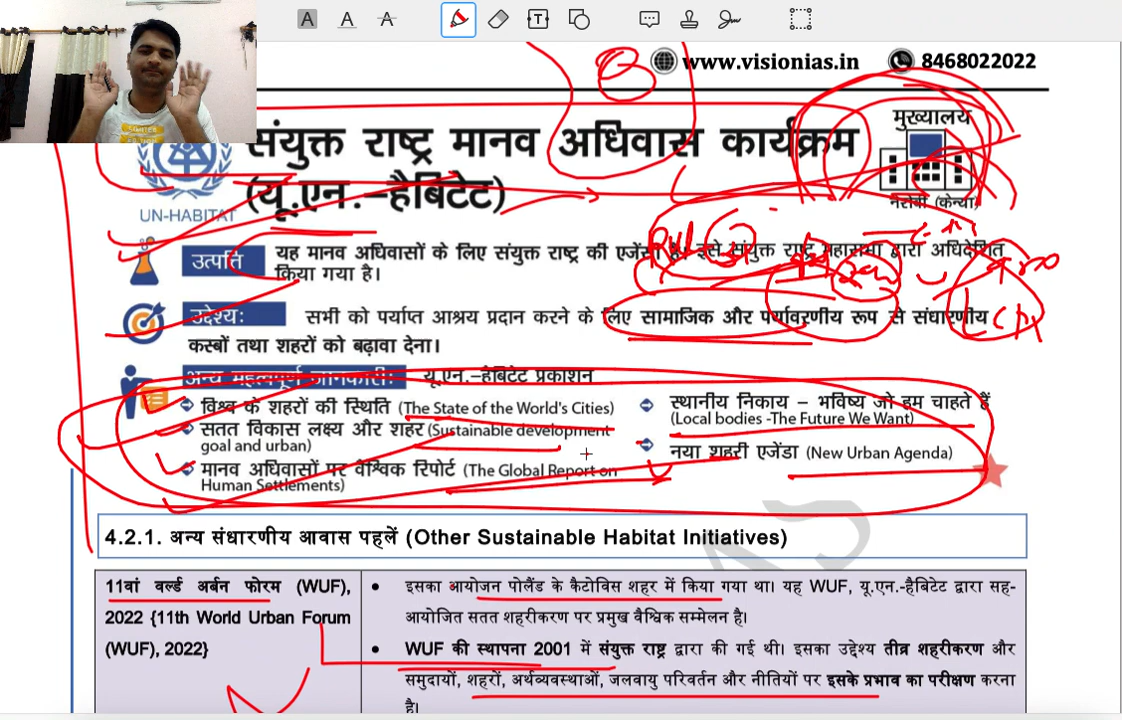 A A A T
www.visionias.in 8468022022
संयुक्त राष्ट्र मानव अधिवास कार्यक्रम
(यू.एन.–हैबिटेट)
UN-HABITAT
मुख्यालय
नैरोबी (केन्या)
उत्पत्ति
यह मानव अधिवासों के लिए संयुक्त राष्ट्र की एजेंसी है। इसे संयुक्त राष्ट्र महासभा द्वारा अधिदेशित
किया गया है।
उद्देश्य:
सभी को पर्याप्त आश्रय प्रदान करने के लिए सामाजिक और पर्यावरणीय रूप से संधारणीय
कस्बों तथा शहरों को बढ़ावा देना।
अन्य महत्वपूर्ण जानकारी: यू.एन.–हैबिटेट प्रकाशन
विश्व के शहरों की स्थिति (The State of the World's Cities)
सतत विकास लक्ष्य और शहर (Sustainable development
goal and urban)
मानव अधिवासों पर वैश्विक रिपोर्ट (The Global Report on
Human Settlements)
स्थानीय निकाय – भविष्य जो हम चाहते हैं
(Local bodies -The Future We Want)
नया शहरी एजेंडा (New Urban Agenda)
4.2.1. अन्य संधारणीय आवास पहलें (Other Sustainable Habitat Initiatives)
11वां वर्ल्ड अर्बन फोरम (WUF),
2022 {11th World Urban Forum
(WUF), 2022}
इसका आयोजन पोलैंड के कैटोविस शहर में किया गया था। यह WUF, यू.एन.-हैबिटेट द्वारा सह-
आयोजित सतत शहरीकरण पर प्रमुख वैश्विक सम्मेलन है।
WUF की स्थापना 2001 में संयुक्त राष्ट्र द्वारा की गई थी। इसका उद्देश्य तीव्र शहरीकरण और
समुदायों, शहरों, अर्थव्यवस्थाओं, जलवायु परिवर्तन और नीतियों पर इसके प्रभाव का परीक्षण करना
है।